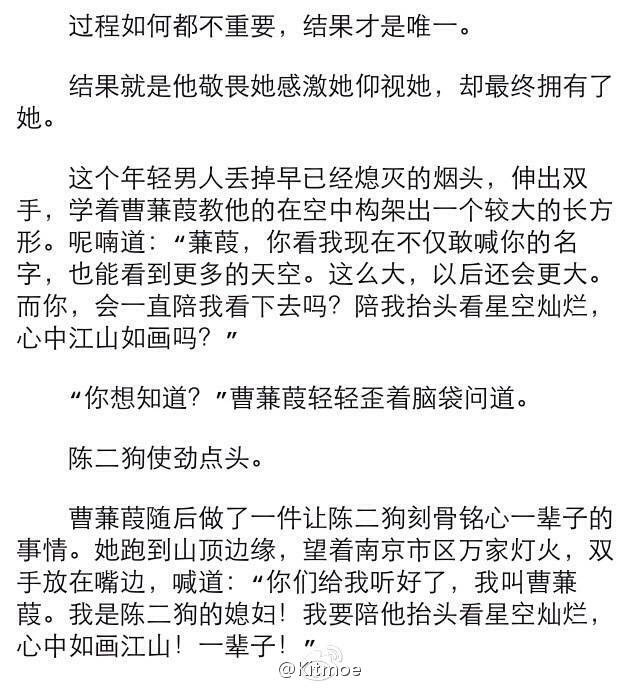 过程如何都不重要，结果才是唯一。
结果就是他敬畏她感激她仰视她，却最终拥有了
她。
这个年轻男人丢掉早已经熄灭的烟头，伸出双
手，学着曹蒹葭教他的在空中构架出一个较大的长方
形。呢喃道：“蒹葭，你看我现在不仅敢喊你的名
字，也能看到更多的天空。这么大，以后还会更大。
而你，会一直陪我看下去吗？陪我抬头看星空灿烂，
心中江山如画吗？”
“你想知道？”曹蒹葭轻轻歪着脑袋问道。
陈二狗使劲点头。
曹蒹葭随后做了一件让陈二狗刻骨铭心一辈子的
事情。她跑到山顶边缘，望着南京市区万家灯火，双
手放在嘴边，喊道：“你们给我听好了，我叫曹蒹
葭。我是陈二狗的媳妇！我要陪他抬头看星空灿烂，
心中如画江山！一辈子！”
@Kitmoe